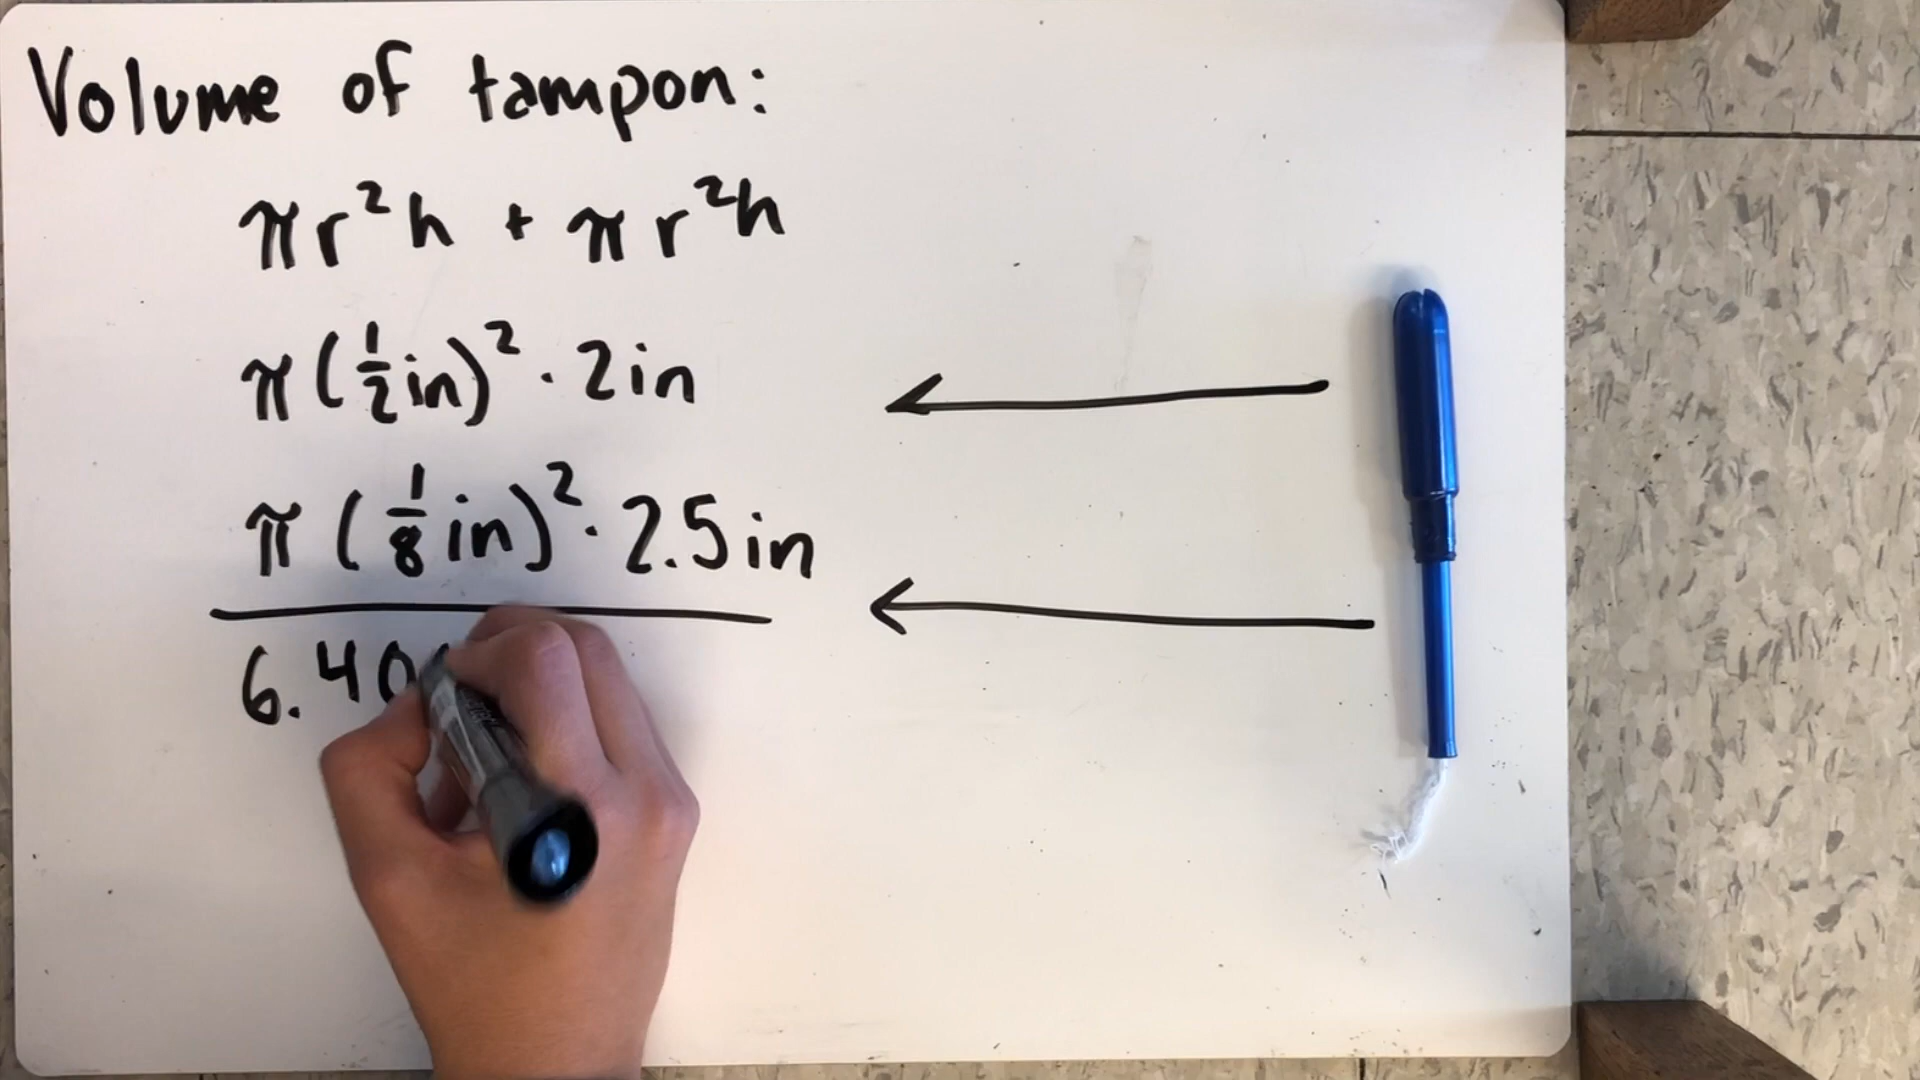 Volume of tampon:
πr²h + πr²h
π(½in)²·2in
π(⅛in)²·2.5in
6.40